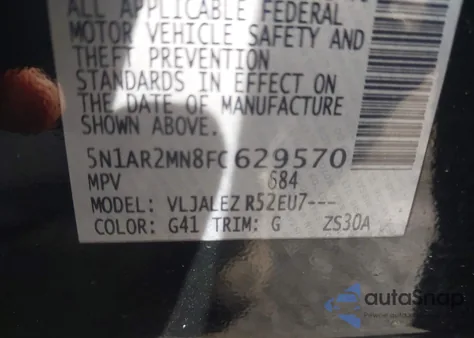 ALL APPLICABLE FEDERAL
MOTOR VEHICLE SAFETY AND
THEFT PREVENTION
STANDARDS IN EFFECT ON
THE DATE OF MANUFACTURE
SHOWN ABOVE.
5N1AR2MN8FC629570
MPV 684
MODEL: VLJALEZ R52EU7---
COLOR: G41 TRIM: G ZS30A
autaSnap